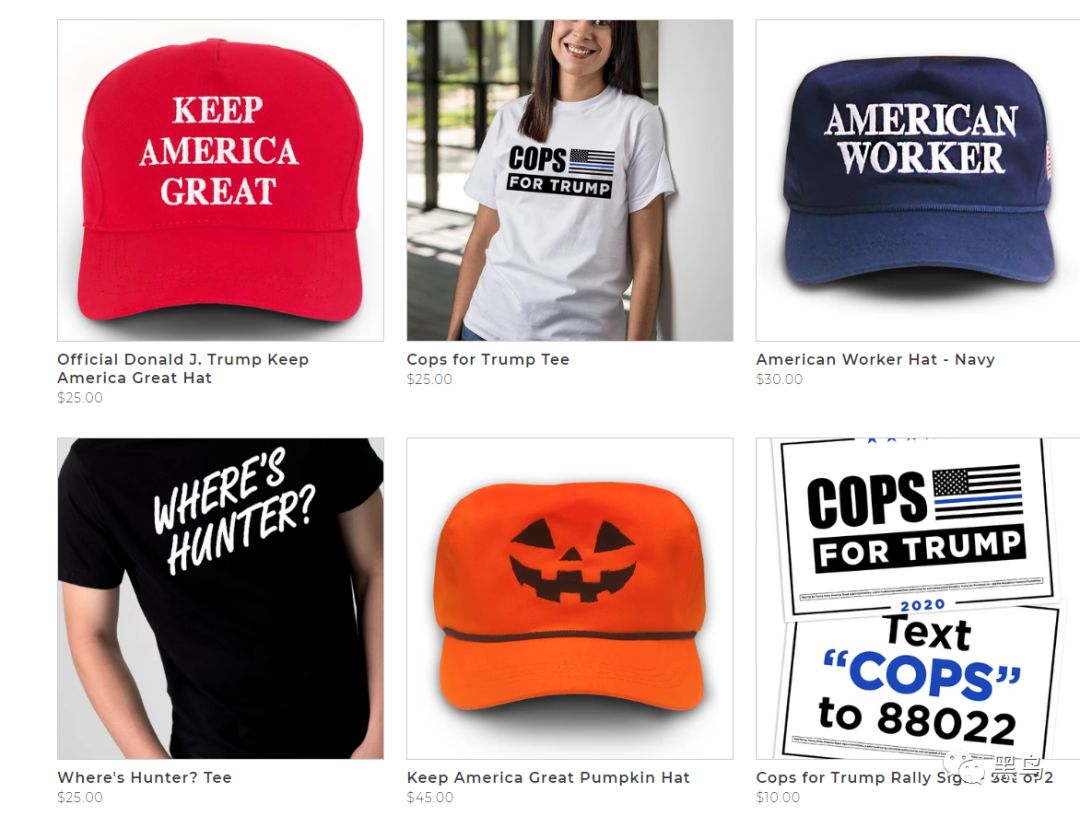 KEEP
AMERICA
GREAT
COPS
FOR TRUMP
AMERICAN
WORKER
Official Donald J. Trump Keep
America Great Hat
$25.00
Cops for Trump Tee
$25.00
American Worker Hat - Navy
$30.00
WHERE'S
HUNTER?
COPS
FOR TRUMP
2020
Text
“COPS”
to 88022
Where's Hunter? Tee
$25.00
Keep America Great Pumpkin Hat
$45.00
Cops for Trump Rally Signs - Set of 2
$10.00
黑鸟